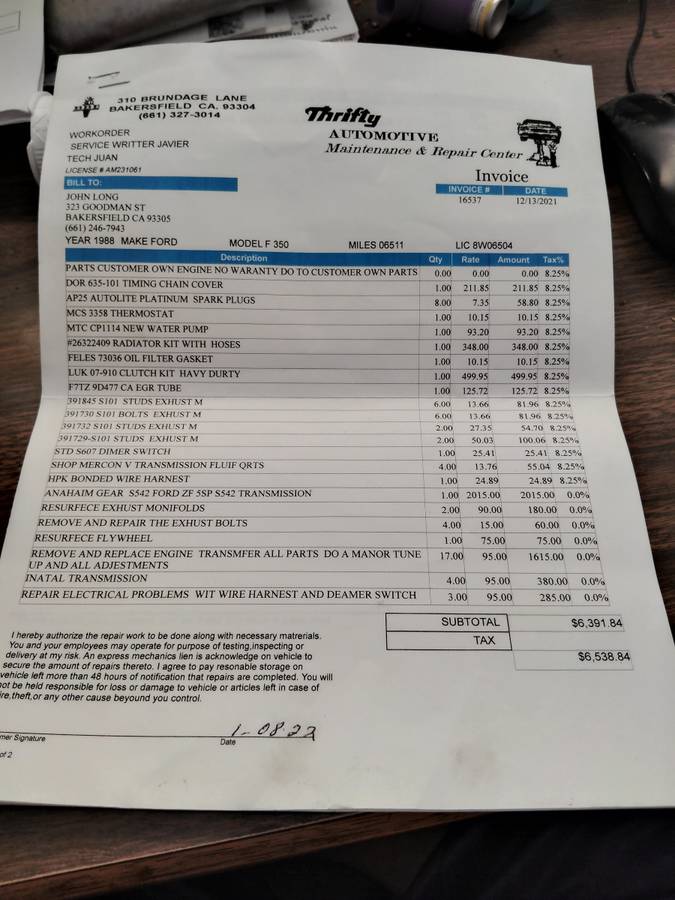 310 BRUNDAGE LANE
BAKERSFIELD CA. 93304
(661) 327-3014
Thrifty
AUTOMOTIVE
Maintenance & Repair Center
WORKORDER
SERVICE WRITTER JAVIER
TECH JUAN
LICENSE # AM231061
Invoice
BILL TO:
INVOICE # DATE
16537 12/13/2021
JOHN LONG
323 GOODMAN ST
BAKERSFIELD CA 93305
(661) 246-7943
YEAR 1988 MAKE FORD MODEL F 350 MILES 06511 LIC 8W06504
Description Qty Rate Amount Tax%
PARTS CUSTOMER OWN ENGINE NO WARANTY DO TO CUSTOMER OWN PARTS 0.00 0.00 0.00 8.25%
DOR 635-101 TIMING CHAIN COVER 1.00 211.85 211.85 8.25%
AP25 AUTOLITE PLATINUM SPARK PLUGS 8.00 7.35 58.80 8.25%
MCS 3358 THERMOSTAT 1.00 10.15 10.15 8.25%
MTC CP1114 NEW WATER PUMP 1.00 93.20 93.20 8.25%
#26322409 RADIATOR KIT WITH HOSES 1.00 348.00 348.00 8.25%
FELES 73036 OIL FILTER GASKET 1.00 10.15 10.15 8.25%
LUK 07-910 CLUTCH KIT HAVY DURTY 1.00 499.95 499.95 8.25%
F7TZ 9D477 CA EGR TUBE 1.00 125.72 125.72 8.25%
391845 S101 STUDS EXHUST M 6.00 13.66 81.96 8.25%
391730 S101 BOLTS EXHUST M 6.00 13.66 81.96 8.25%
391732 S101 STUDS EXHUST M 2.00 27.35 54.70 8.25%
391729-S101 STUDS EXHUST M 2.00 50.03 100.06 8.25%
STD S607 DIMER SWITCH 1.00 25.41 25.41 8.25%
SHOP MERCON V TRANSMISSION FLUIF QRTS 4.00 13.76 55.04 8.25%
HPK BONDED WIRE HARNEST 1.00 24.89 24.89 8.25%
ANAHAIM GEAR S542 FORD ZF 5SP S542 TRANSMISSION 1.00 2015.00 2015.00 0.0%
RESURFECE EXHUST MONIFOLDS 2.00 90.00 180.00 0.0%
REMOVE AND REPAIR THE EXHUST BOLTS 4.00 15.00 60.00 0.0%
RESURFECE FLYWHEEL 1.00 75.00 75.00 0.0%
REMOVE AND REPLACE ENGINE TRANSMFER ALL PARTS DO A MANOR TUNE 17.00 95.00 1615.00 0.0%
UP AND ALL ADJESTMENTS
INATAL TRANSMISSION 4.00 95.00 380.00 0.0%
REPAIR ELECTRICAL PROBLEMS WIT WIRE HARNEST AND DEAMER SWITCH 3.00 95.00 285.00 0.0%
SUBTOTAL $6,391.84
TAX
$6,538.84
I hereby authorize the repair work to be done along with necessary matrerials.
You and your employees may operate for purpose of testing,inspecting or
delivery at my risk. An express mechanics lien is acknowledge on vehicle to
secure the amount of repairs thereto. I agree to pay resonable storage on
vehicle left more than 48 hours of notification that repairs are completed. You will
not be held responsible for loss or damage to vehicle or articles left in case of
ire,theft,or any other cause beyound you control.
1-08-22
mer Signature Date
of 2